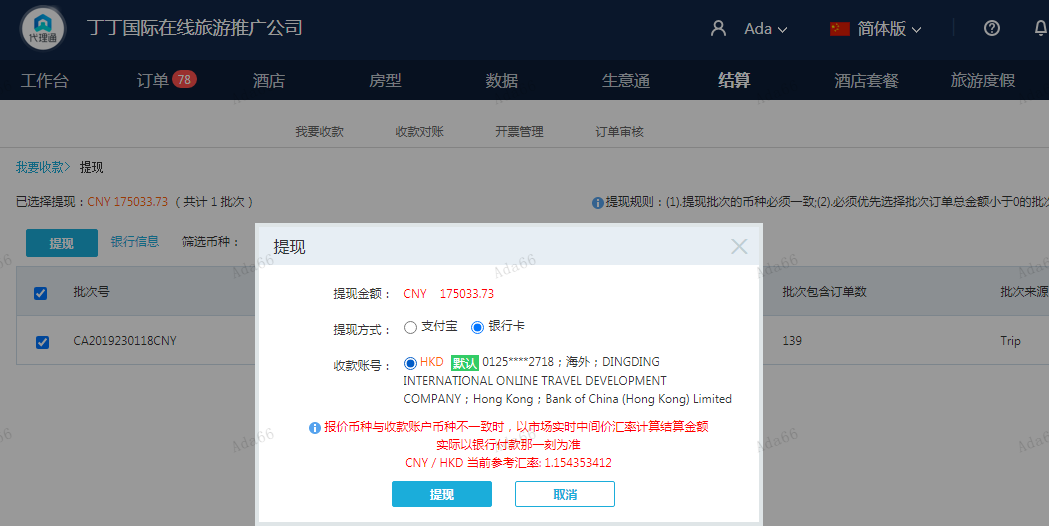 代理通
丁丁国际在线旅游推广公司
Ada
简体版
工作台
订单 78
酒店
房型
数据
生意通
结算
酒店套餐
旅游度假
我要收款
收款对账
开票管理
订单审核
我要收款> 提现
已选择提现：CNY 175033.73 （共计 1 批次）
提现规则：(1).提现批次的币种必须一致;(2).必须优先选择批次订单总金额小于0的批次
提现
银行信息
筛选币种：
批次号
批次包含订单数
批次来源
CA2019230118CNY
139
Trip
提现
提现金额： CNY 175033.73
提现方式： 支付宝 银行卡
收款账号： HKD 默认 0125****2718；海外；DINGDING
INTERNATIONAL ONLINE TRAVEL DEVELOPMENT
COMPANY；Hong Kong；Bank of China (Hong Kong) Limited
报价币种与收款账户币种不一致时，以市场实时中间价汇率计算结算金额
实际以银行付款那一刻为准
CNY / HKD 当前参考汇率: 1.154353412
提现
取消
Ada66
Ada66
Ada66
Ada66
Ada66
Ada66